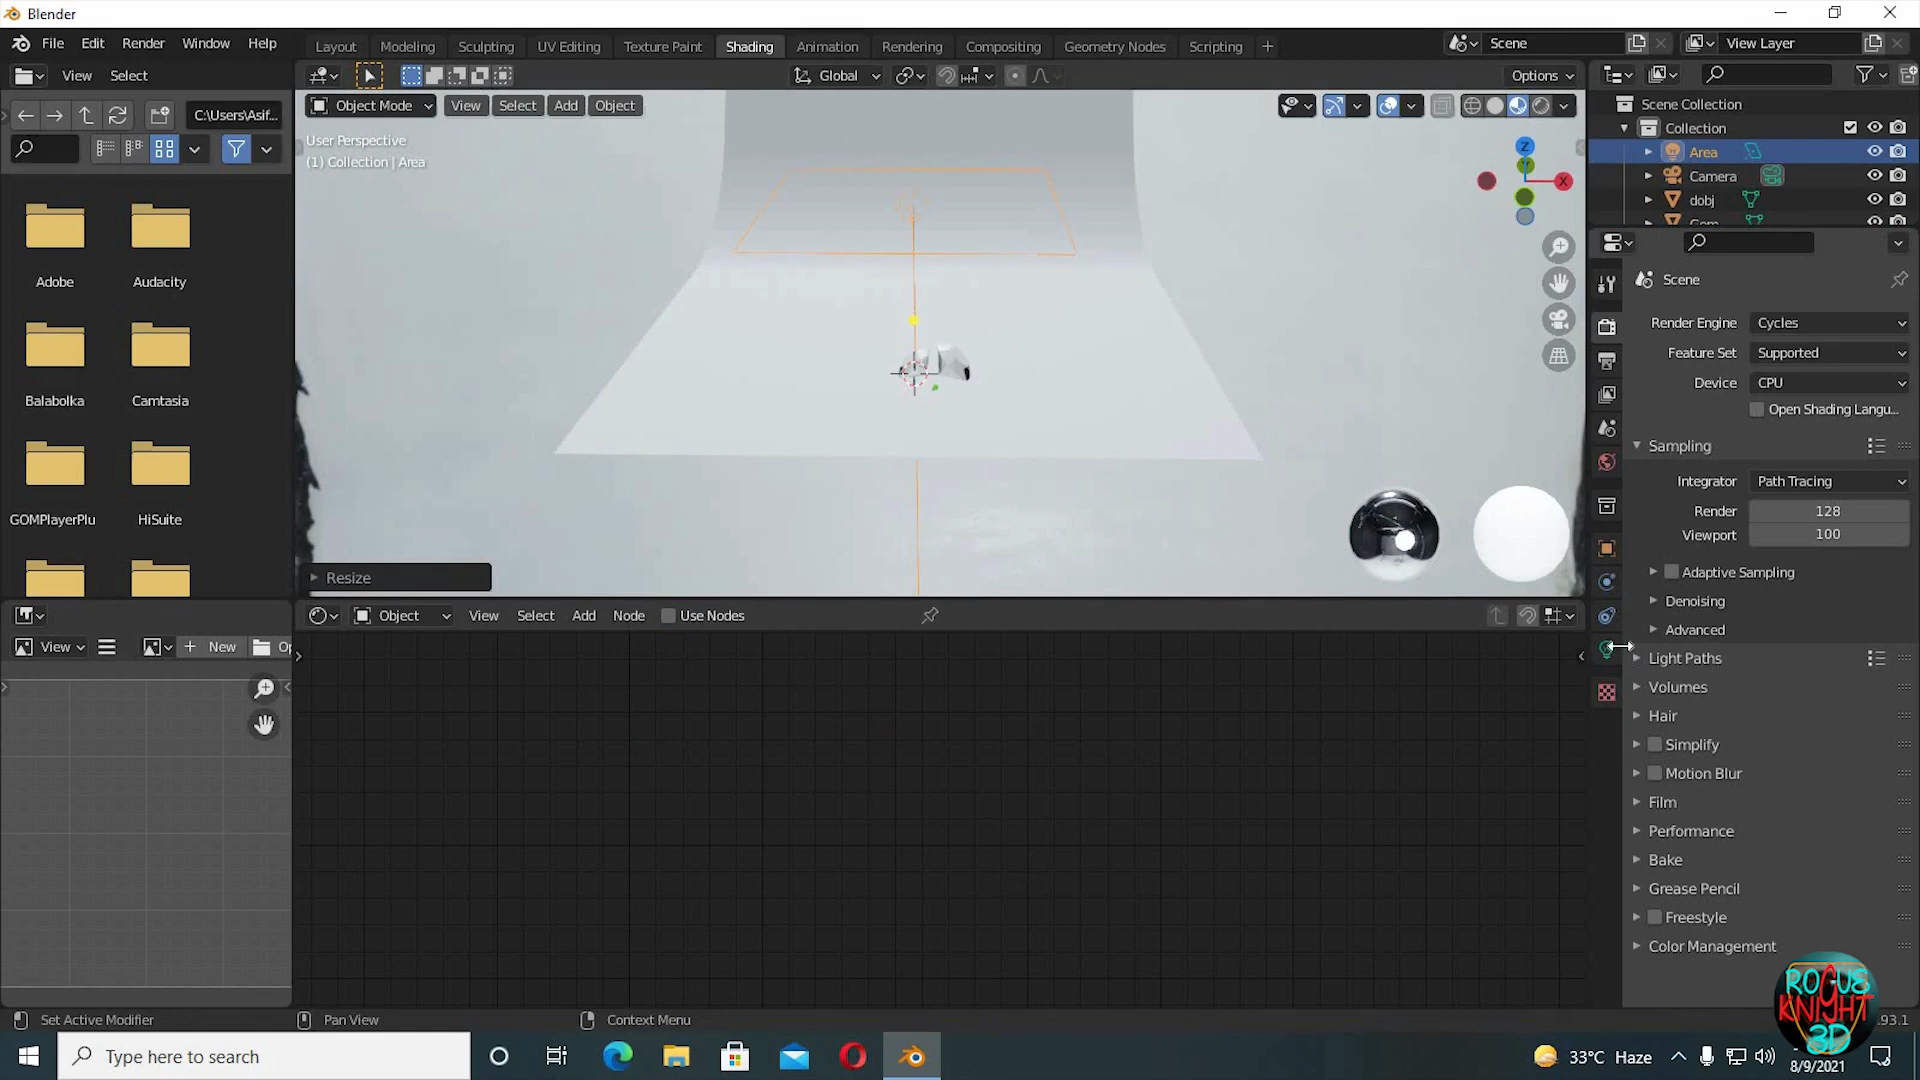 Blender
File Edit Render Window Help
Layout Modeling Sculpting UV Editing Texture Paint Shading Animation Rendering Compositing Geometry Nodes Scripting
Scene View Layer
View Select
Global Options
C:\Users\Asif...
Object Mode View Select Add Object
User Perspective
(1) Collection | Area
Z
Y
X
Scene Collection
Collection
Area
Camera
dobj
Scene
Render Engine Cycles
Feature Set Supported
Device CPU
Open Shading Langu...
Sampling
Integrator Path Tracing
Render 128
Viewport 100
Adaptive Sampling
Denoising
Advanced
Light Paths
Volumes
Hair
Simplify
Motion Blur
Film
Performance
Bake
Grease Pencil
Freestyle
Color Management
Adobe Audacity
Balabolka Camtasia
GOMPlayerPlu HiSuite
Resize
Object View Select Add Node Use Nodes
View New Op
Set Active Modifier Pan View Context Menu
.93.1
ROGUE
KNIGHT
3D
Type here to search
33°C Haze
8/9/2021